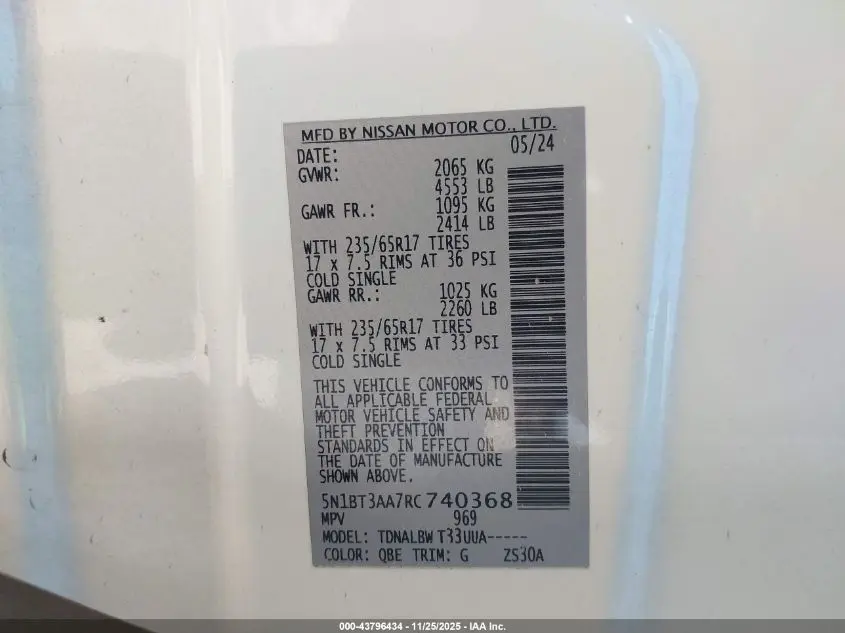 MFD BY NISSAN MOTOR CO., LTD.
DATE: 05/24
GVWR: 2065 KG
4553 LB
GAWR FR.: 1095 KG
2414 LB
WITH 235/65R17 TIRES
17 x 7.5 RIMS AT 36 PSI
COLD SINGLE
GAWR RR.: 1025 KG
2260 LB
WITH 235/65R17 TIRES
17 x 7.5 RIMS AT 33 PSI
COLD SINGLE
THIS VEHICLE CONFORMS TO
ALL APPLICABLE FEDERAL
MOTOR VEHICLE SAFETY AND
THEFT PREVENTION
STANDARDS IN EFFECT ON
THE DATE OF MANUFACTURE
SHOWN ABOVE.
5N1BT3AA7RC740368
MPV 969
MODEL: TDNALBW T33UUA-----
COLOR: QBE TRIM: G ZS30A
000-43796434 - 11/25/2025 - IAA Inc.